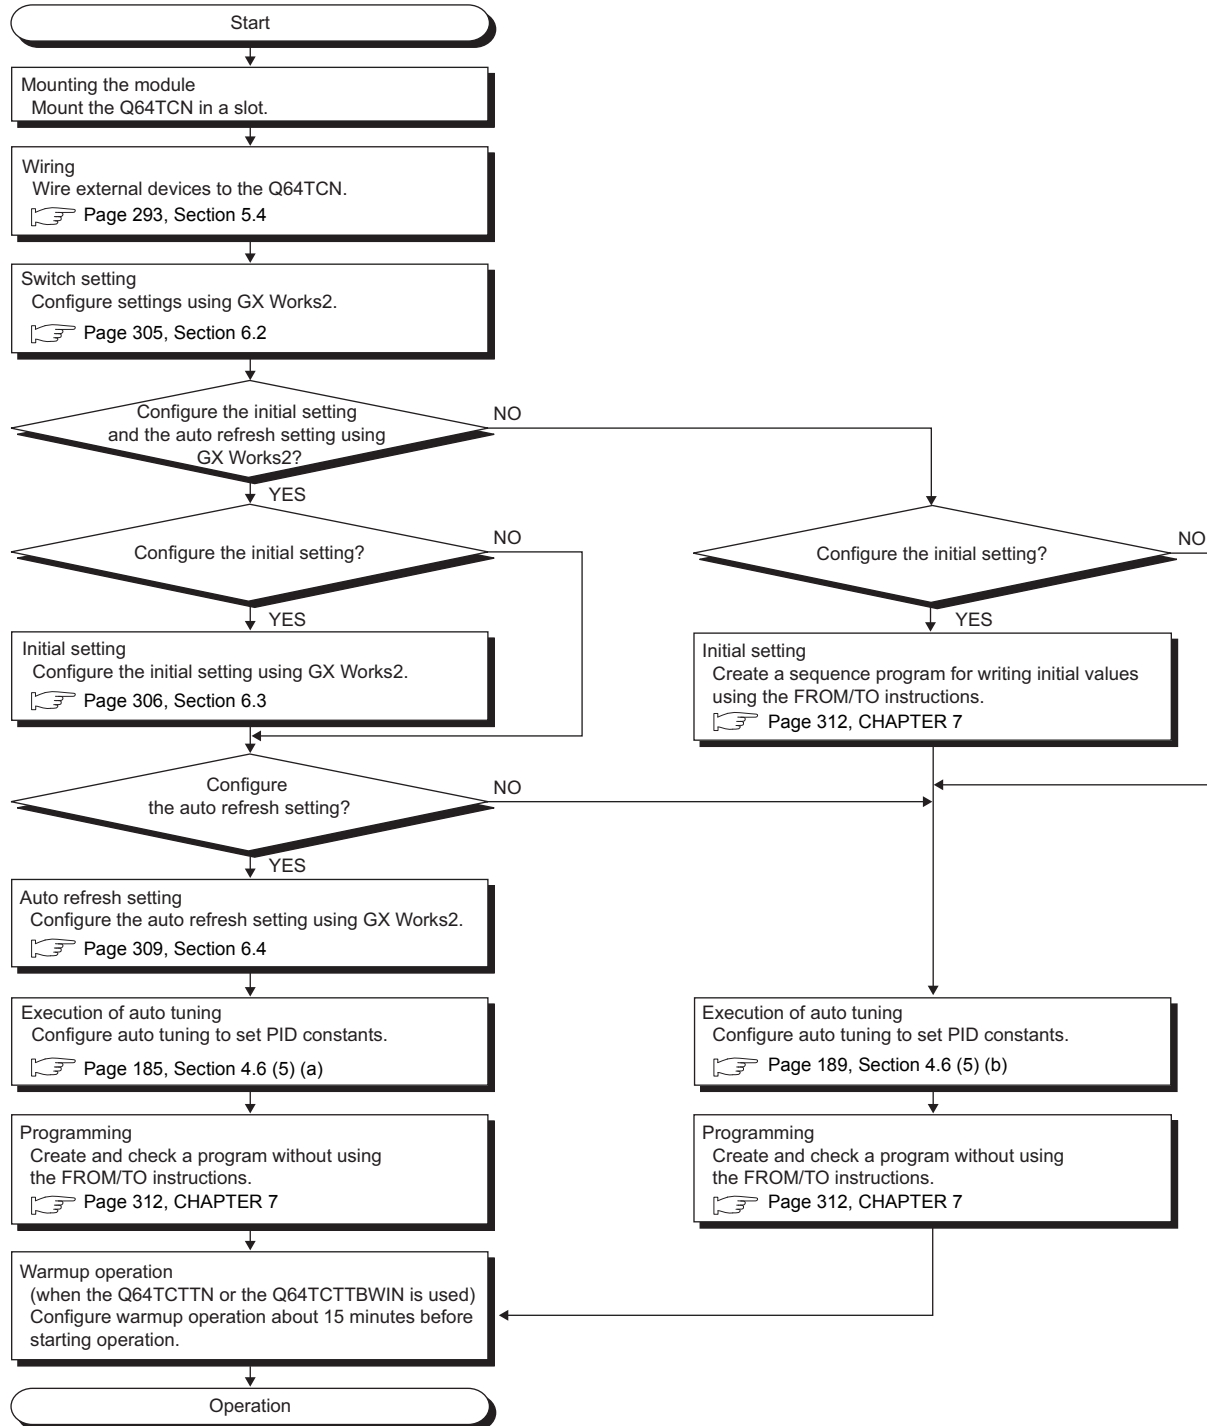 Start
Mounting the module
Mount the Q64TCN in a slot.
Wiring
Wire external devices to the Q64TCN.
Page 293, Section 5.4
Switch setting
Configure settings using GX Works2.
Page 305, Section 6.2
Configure the initial setting
and the auto refresh setting using
GX Works2?
NO
YES
Configure the initial setting?
NO
YES
Initial setting
Configure the initial setting using GX Works2.
Page 306, Section 6.3
Configure
the auto refresh setting?
NO
YES
Auto refresh setting
Configure the auto refresh setting using GX Works2.
Page 309, Section 6.4
Execution of auto tuning
Configure auto tuning to set PID constants.
Page 185, Section 4.6 (5) (a)
Programming
Create and check a program without using
the FROM/TO instructions.
Page 312, CHAPTER 7
Configure the initial setting?
NO
YES
Initial setting
Create a sequence program for writing initial values
using the FROM/TO instructions.
Page 312, CHAPTER 7
Execution of auto tuning
Configure auto tuning to set PID constants.
Page 189, Section 4.6 (5) (b)
Programming
Create and check a program without using
the FROM/TO instructions.
Page 312, CHAPTER 7
Warmup operation
(when the Q64TCTTN or the Q64TCTTBWIN is used)
Configure warmup operation about 15 minutes before
starting operation.
Operation